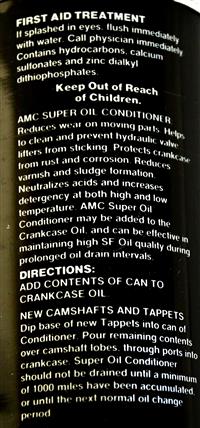 FIRST AID TREATMENT
If splashed in eyes, flush immediately
with water. Call physician immediately.
Contains hydrocarbons, calcium
sulfonates and zinc dialkyl
dithiophosphates.
Keep Out of Reach
of Children.
AMC SUPER OIL CONDITIONER
Reduces wear on moving parts. Helps
to clean and prevent hydraulic valve
lifters from sticking. Protects crankcase
from rust and corrosion. Reduces
varnish and sludge formation.
Neutralizes acids and increases
detergency at both high and low
temperature. AMC Super Oil
Conditioner may be added to the
Crankcase Oil, and can be effective in
maintaining high SF Oil quality during
prolonged oil drain intervals.
DIRECTIONS:
ADD CONTENTS OF CAN TO
CRANKCASE OIL.
NEW CAMSHAFTS AND TAPPETS
Dip base of new Tappets into can of
Conditioner. Pour remaining contents
over camshaft lobes, through ports into
crankcase. Super Oil Conditioner
should not be drained until a minimum
of 1000 miles have been accumulated,
or until the next normal oil change
period.